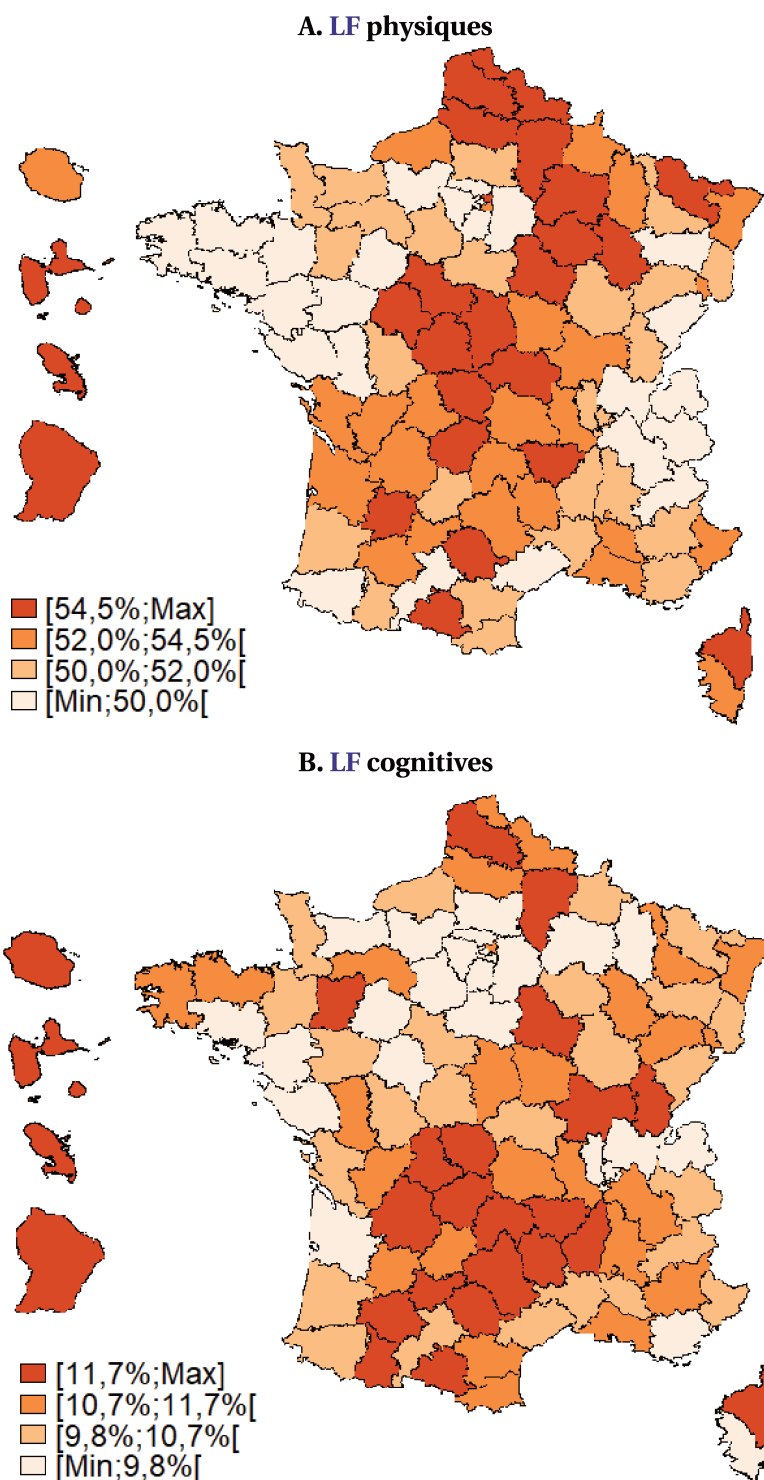 A. LF physiques
[54,5%;Max]
[52,0%;54,5%[
[50,0%;52,0%[
[Min;50,0%[
B. LF cognitives
[11,7%;Max]
[10,7%;11,7%[
[9,8%;10,7%[
[Min;9,8%[